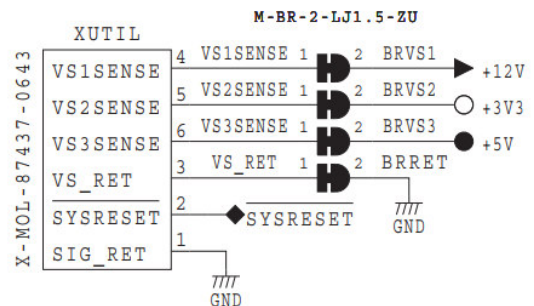 M-BR-2-LJ1.5-ZU
XUTIL
X-MOL-87437-0643
VS1SENSE 4 VS1SENSE 1 2 BRVS1 +12V
VS2SENSE 5 VS2SENSE 1 2 BRVS2 +3V3
VS3SENSE 6 VS3SENSE 1 2 BRVS3 +5V
VS_RET 3 VS_RET 1 2 BRRET
GND
SYSRESET 2 SYSRESET
SIG_RET 1
GND